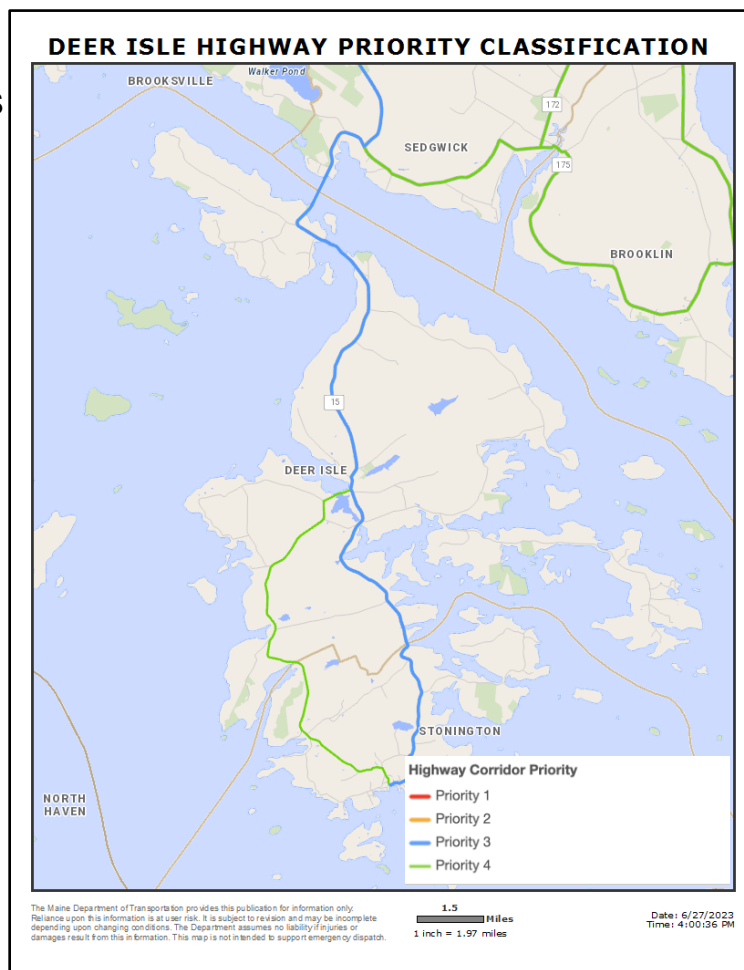 DEER ISLE HIGHWAY PRIORITY CLASSIFICATION
S
Walker Pond
BROOKSVILLE
172
SEDGWICK
175
BROOKLIN
15
DEER ISLE
STONINGTON
NORTH
HAVEN
Highway Corridor Priority
Priority 1
Priority 2
Priority 3
Priority 4
The Maine Department of Transportation provides this publication for information only.
Reliance upon this information is at user risk. It is subject to revision and may be incomplete
depending upon changing conditions. The Department assumes no liability if injuries or
damages result from this information. This map is not intended to support emergency dispatch.
1.5
Miles
1 inch = 1.97 miles
Date: 6/27/2023
Time: 4:00:36 PM